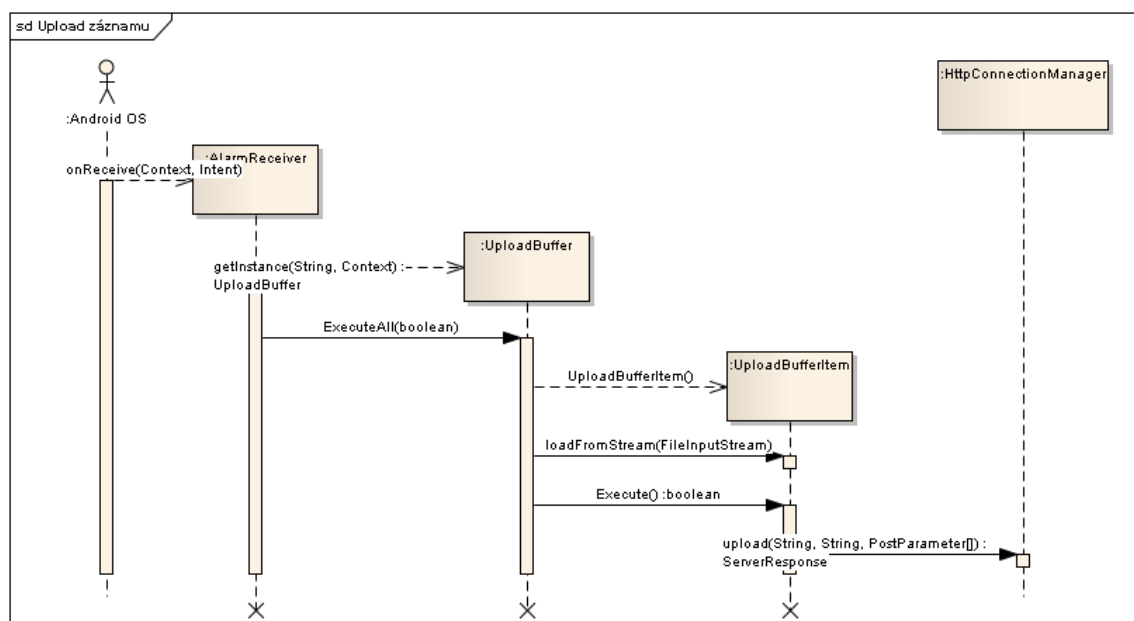 sd Upload záznamu
:HttpConnectionManager
:Android OS
:AlarmReceiver
onReceive(Context, Intent)
:UploadBuffer
getInstance(String, Context) :
UploadBuffer
ExecuteAll(boolean)
:UploadBufferItem
UploadBufferItem()
loadFromStream(FileInputStream)
Execute() :boolean
upload(String, String, PostParameter[]) :
ServerResponse